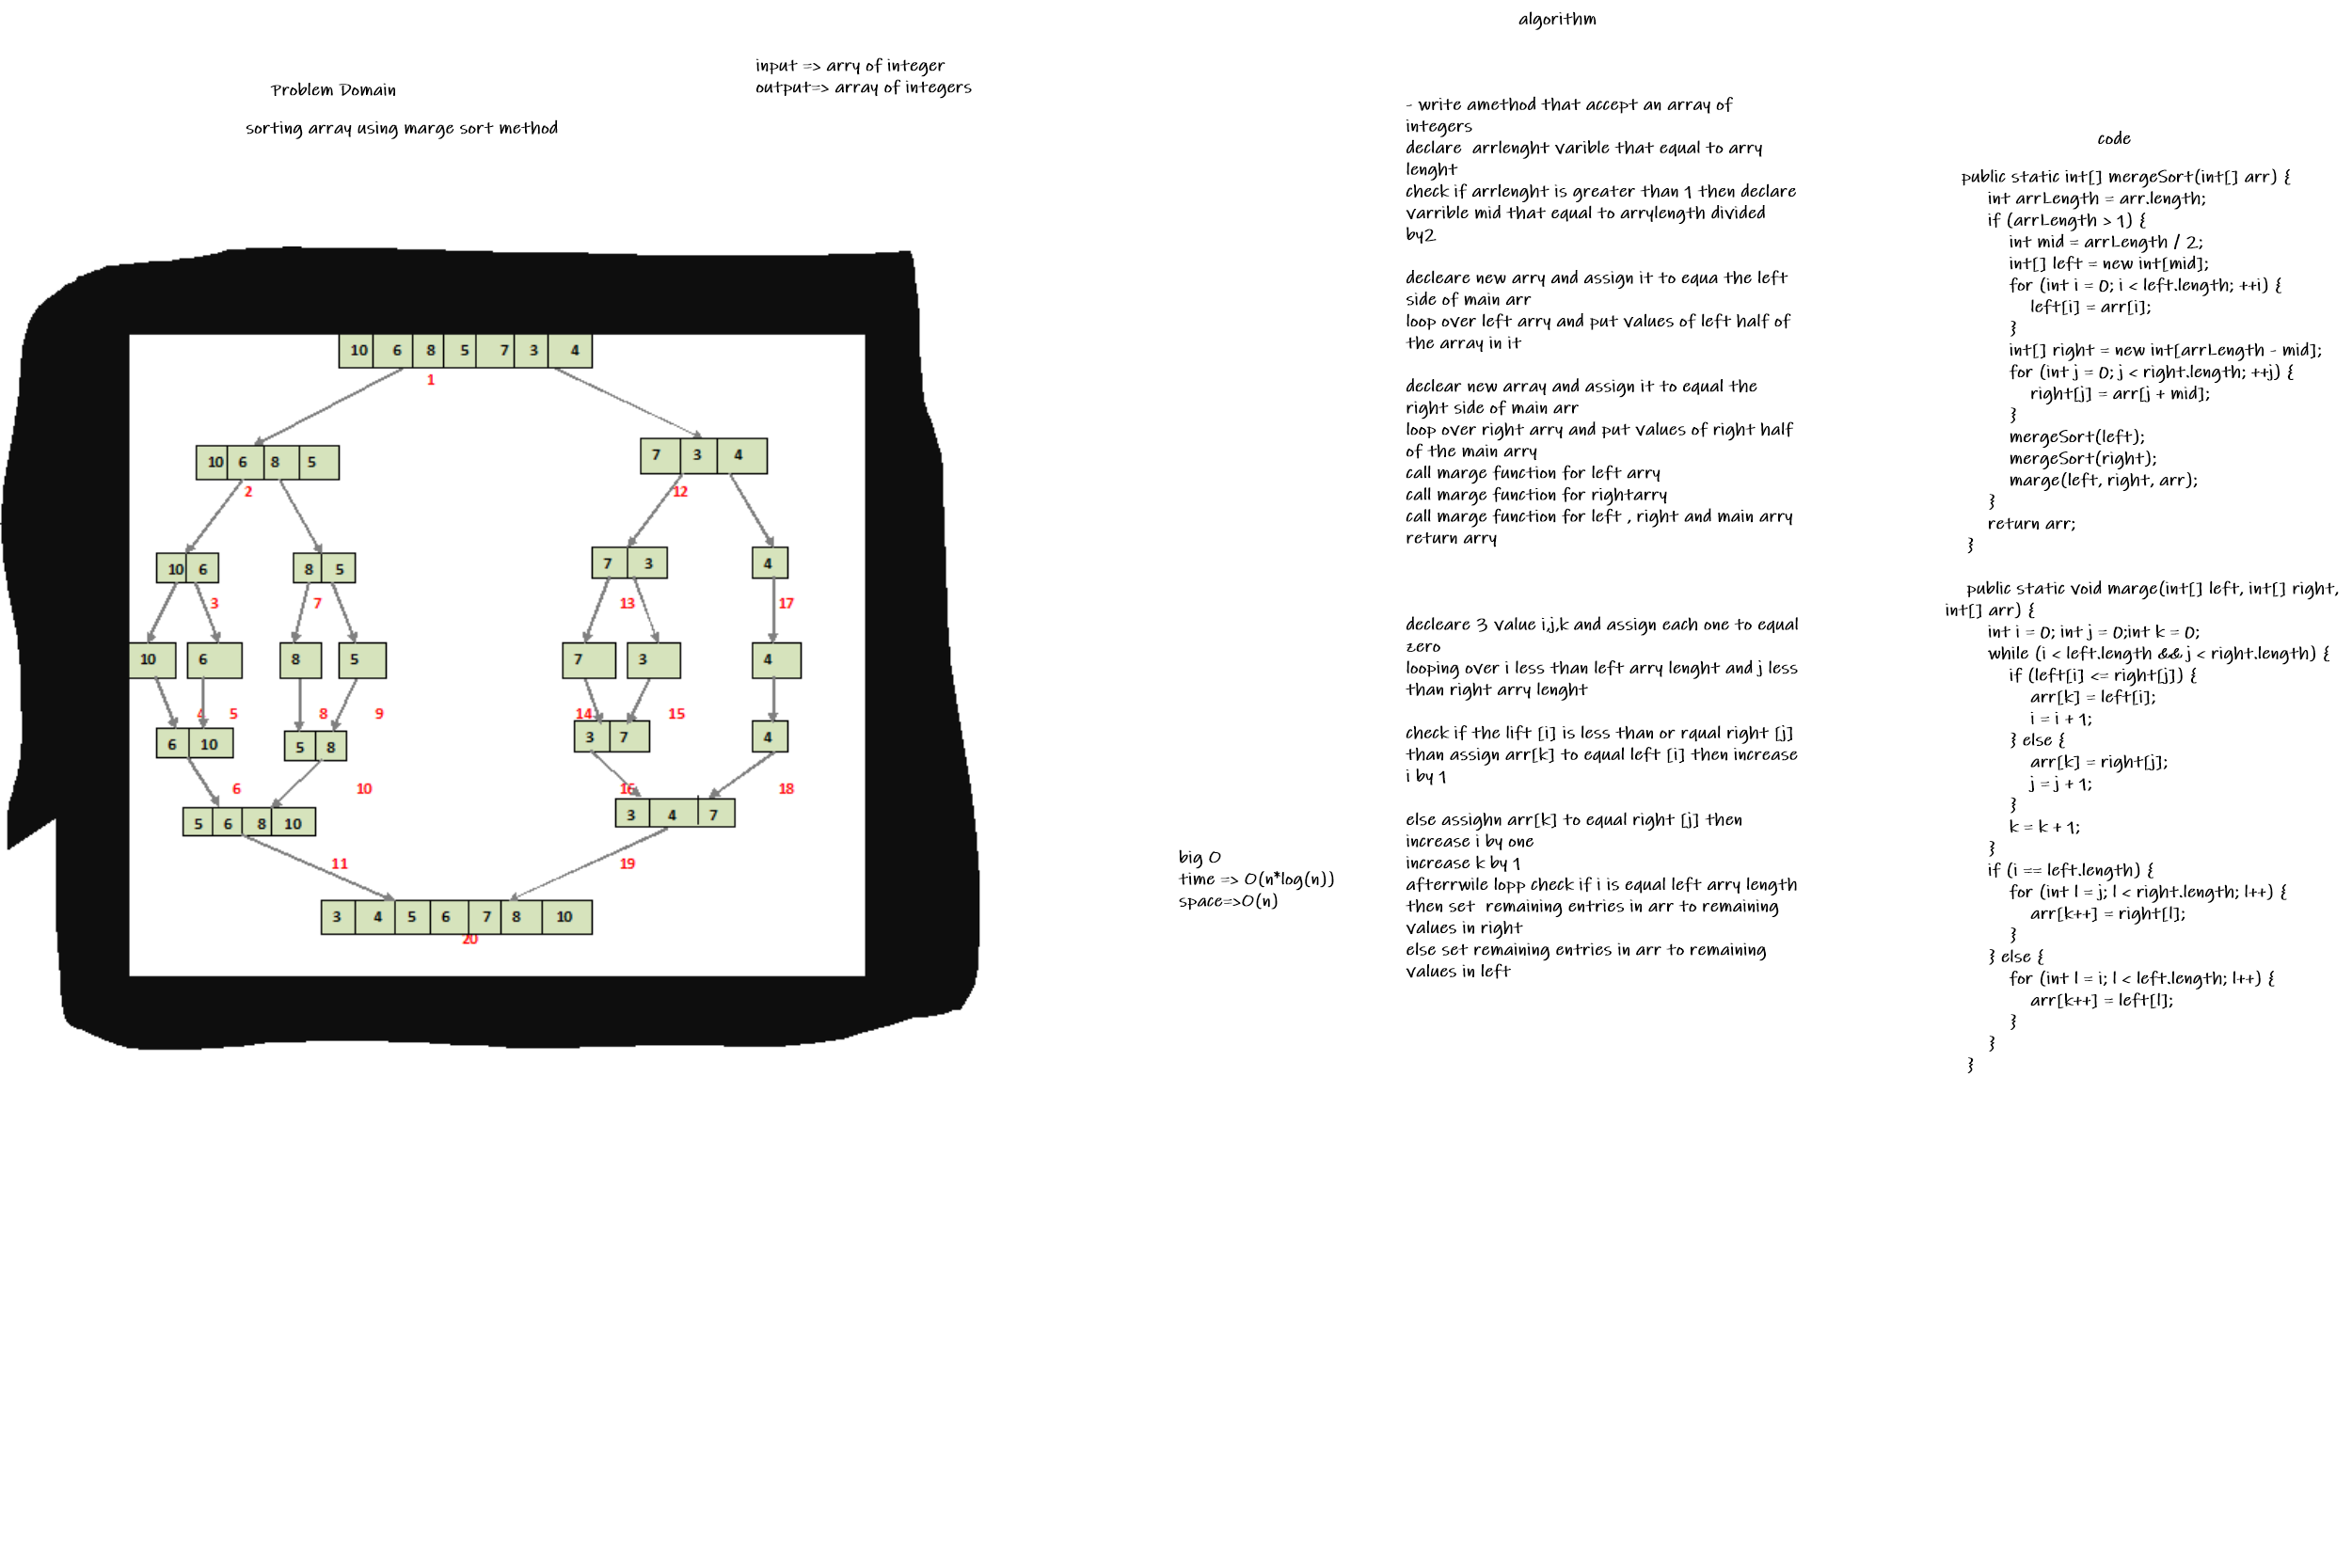 Problem Domain
sorting array using marge sort method
input => arry of integer
output=> array of integers
10 6 8 5 7 3 4
1
10 6 8 5
7 3 4
2
12
10 6
8 5
7 3
4
3
7
13
17
10
6
8
5
7
3
4
4
5
8
9
14
15
6 10
5 8
3 7
4
6
10
16
18
5 6 8 10
3 4 7
11
19
3 4 5 6 7 8 10
20
big O
time => O(n*log(n))
space=>O(n)
algorithm
- write amethod that accept an array of
integers
declare  arrlenght varible that equal to arry
lenght
check if arrlenght is greater than 1 then declare
varrible mid that equal to arrylength divided
by2
decleare new arry and assign it to equa the left
side of main arr
loop over left arry and put values of left half of
the array in it
declear new array and assign it to equal the
right side of main arr
loop over right arry and put values of right half
of the main arry
call marge function for left arry
call marge function for rightarry
call marge function for left , right and main arry
return arry
decleare 3 value i,j,k and assign each one to equal
zero
looping over i less than left arry lenght and j less
than right arry lenght
check if the lift [i] is less than or rqual right [j]
than assign arr[k] to equal left [i] then increase
i by 1
else assighn arr[k] to equal right [j] then
increase i by one
increase k by 1
afterrwile lopp check if i is equal left arry length
then set  remaining entries in arr to remaining
values in right
else set remaining entries in arr to remaining
values in left
code
public static int[] mergeSort(int[] arr) {
int arrLength = arr.length;
if (arrLength > 1) {
int mid = arrLength / 2;
int[] left = new int[mid];
for (int i = 0; i < left.length; ++i) {
left[i] = arr[i];
}
int[] right = new int[arrLength - mid];
for (int j = 0; j < right.length; ++j) {
right[j] = arr[j + mid];
}
mergeSort(left);
mergeSort(right);
marge(left, right, arr);
}
return arr;
}
public static void marge(int[] left, int[] right,
int[] arr) {
int i = 0; int j = 0;int k = 0;
while (i < left.length && j < right.length) {
if (left[i] <= right[j]) {
arr[k] = left[i];
i = i + 1;
} else {
arr[k] = right[j];
j = j + 1;
}
k = k + 1;
}
if (i == left.length) {
for (int l = j; l < right.length; l++) {
arr[k++] = right[l];
}
} else {
for (int l = i; l < left.length; l++) {
arr[k++] = left[l];
}
}
}